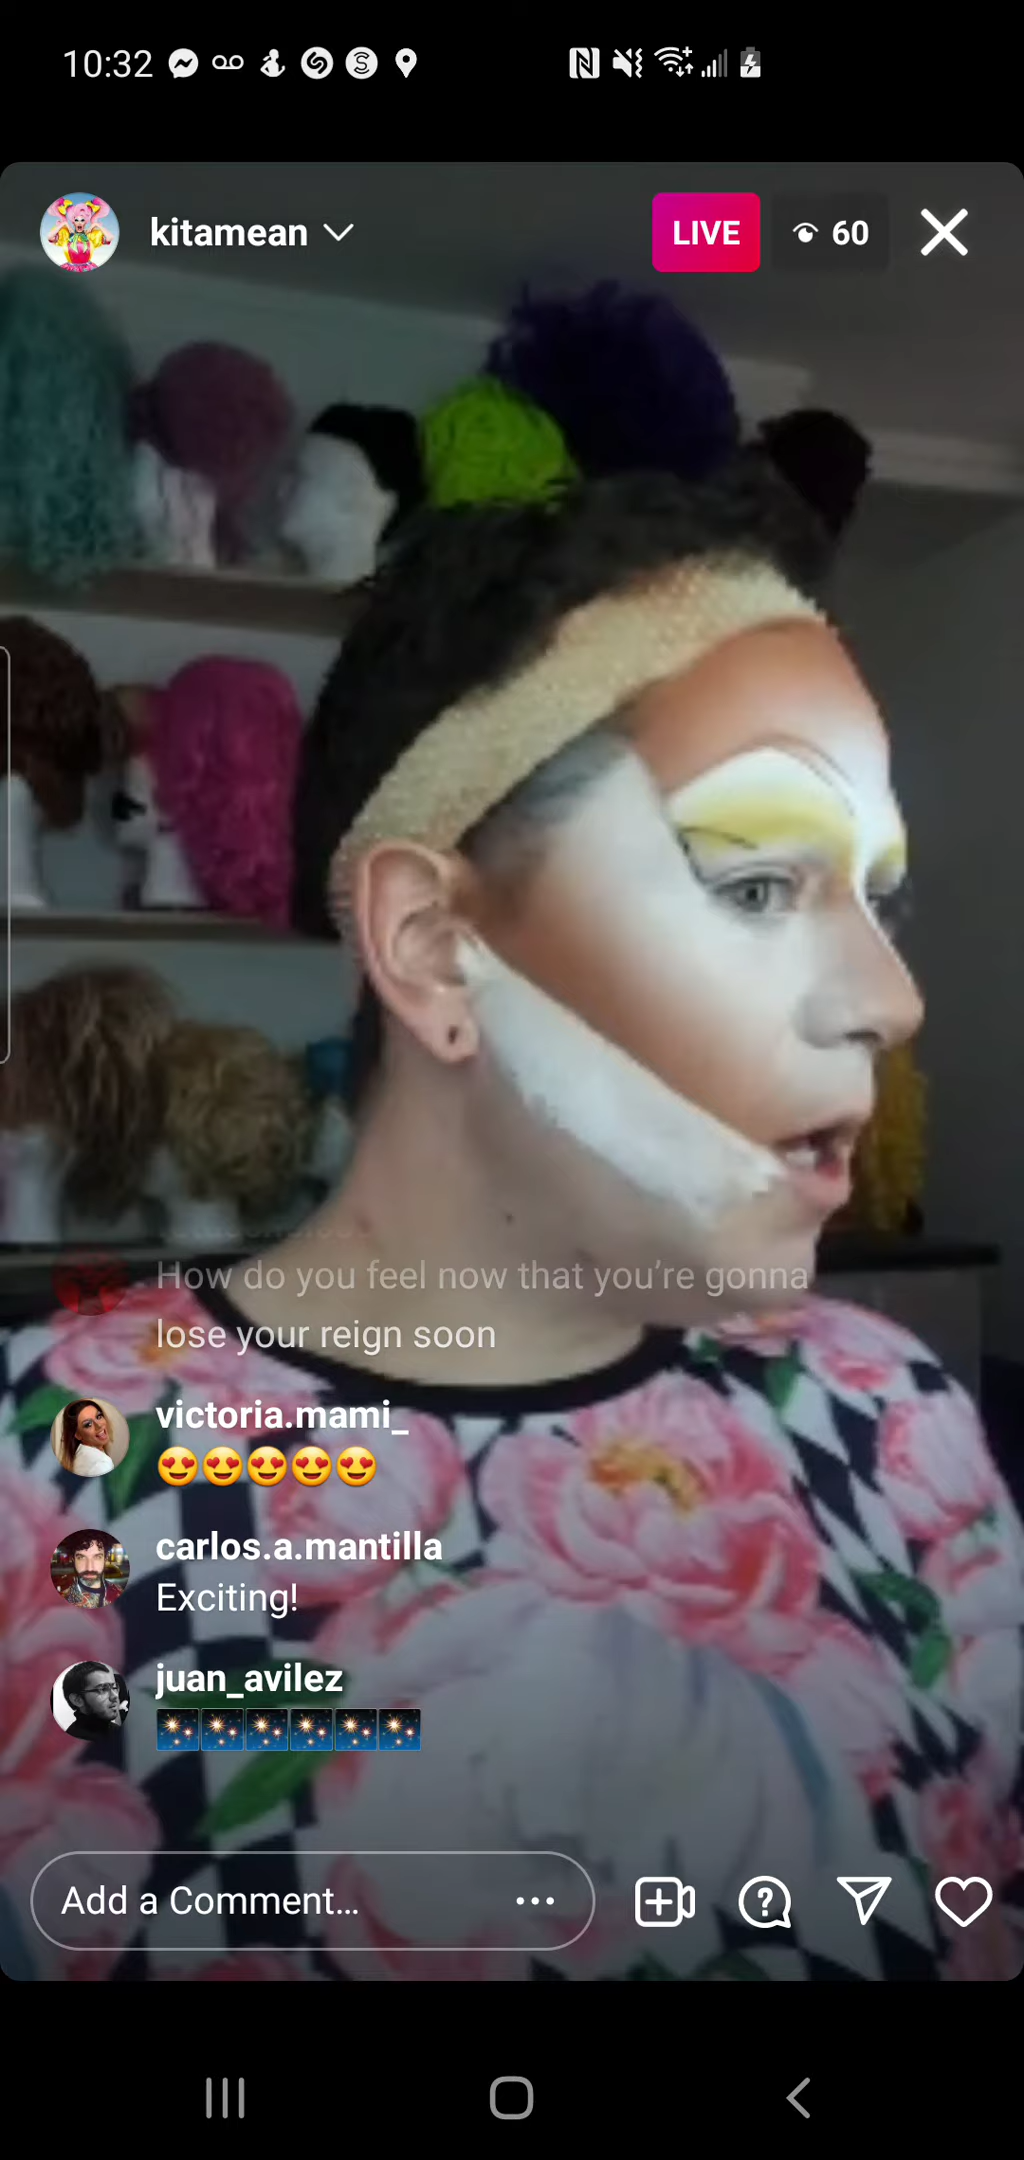 10:32
kitamean
LIVE
60
How do you feel now that you're gonna
lose your reign soon
victoria.mami_
😍😍😍😍😍
carlos.a.mantilla
Exciting!
juan_avilez
🎇🎇🎇🎇🎇🎇
Add a Comment...